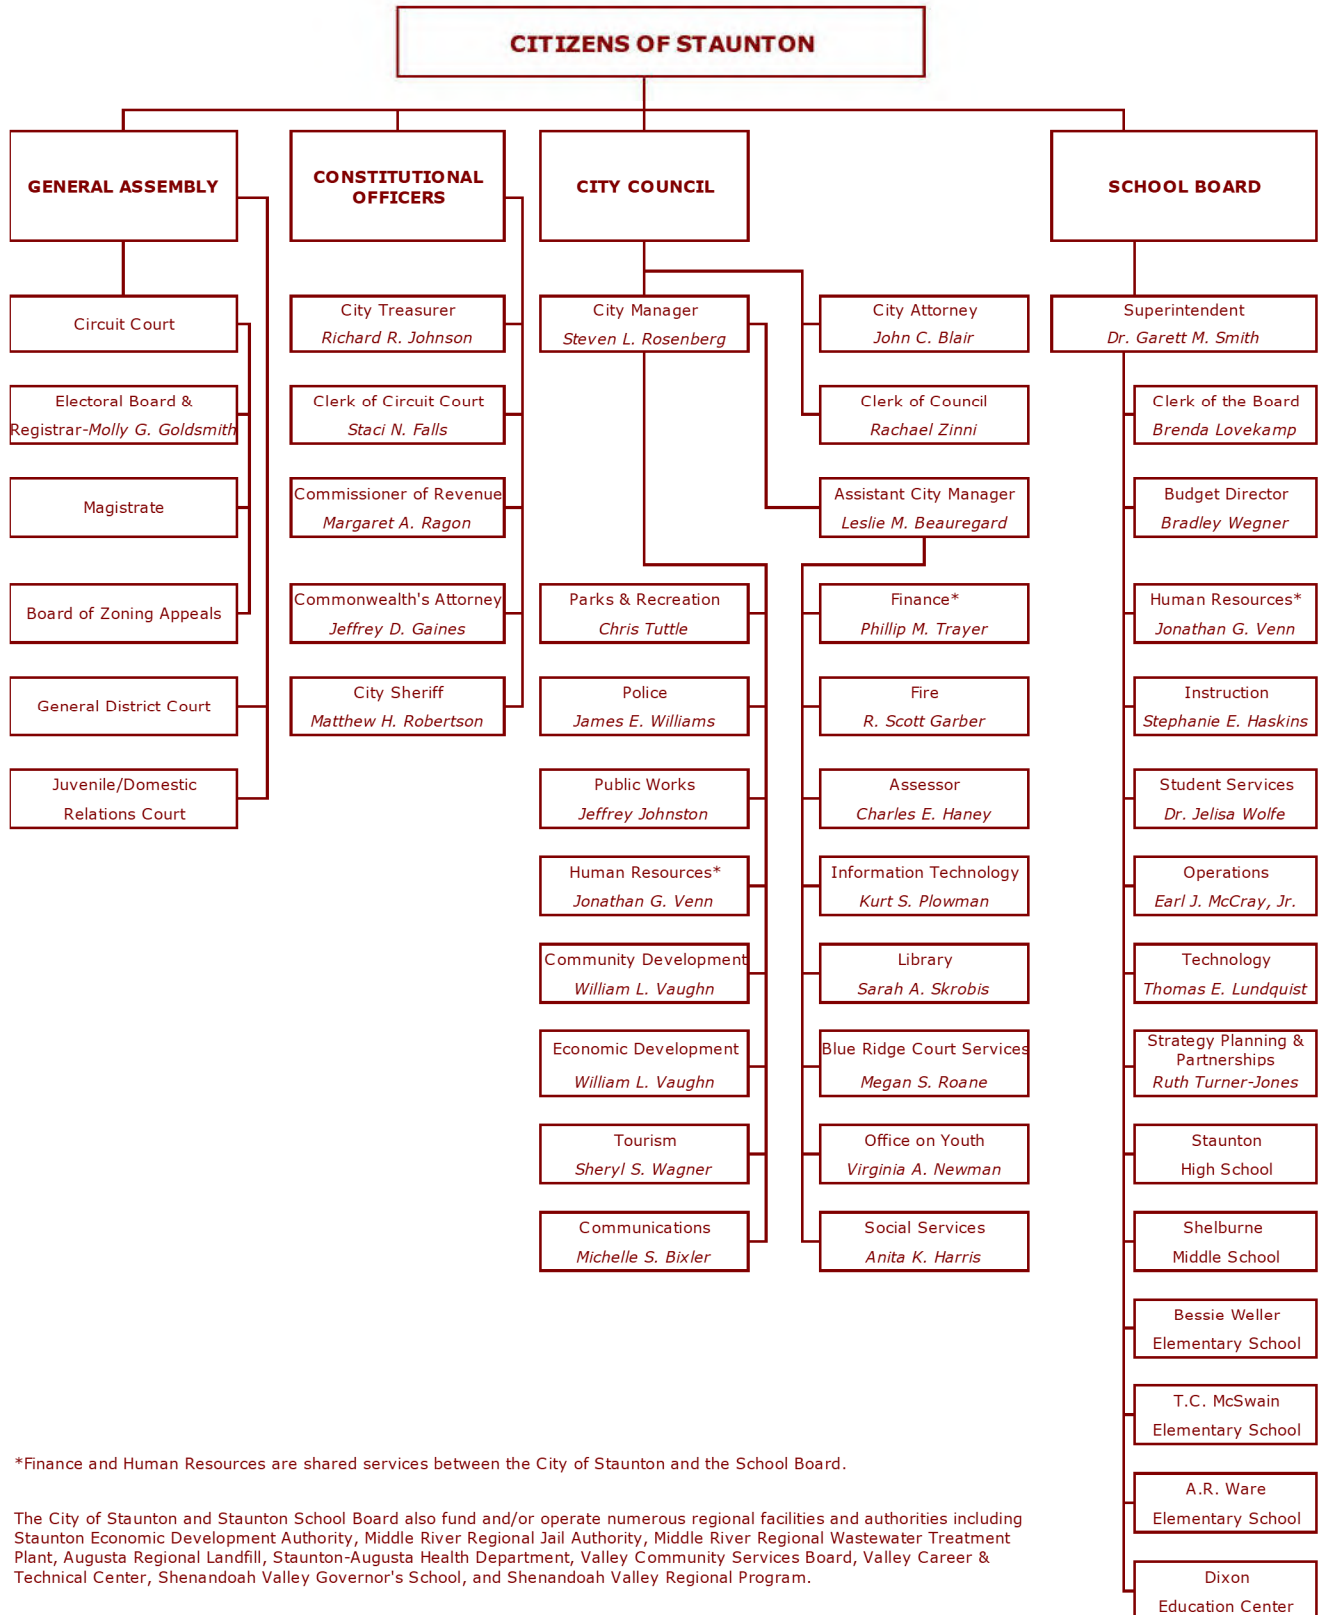 CITIZENS OF STAUNTON
GENERAL ASSEMBLY
CONSTITUTIONAL
OFFICERS
CITY COUNCIL
SCHOOL BOARD
Circuit Court
Electoral Board &
Registrar-Molly G. Goldsmith
Magistrate
Board of Zoning Appeals
General District Court
Juvenile/Domestic
Relations Court
City Treasurer
Richard R. Johnson
Clerk of Circuit Court
Staci N. Falls
Commissioner of Revenue
Margaret A. Ragon
Commonwealth's Attorney
Jeffrey D. Gaines
City Sheriff
Matthew H. Robertson
City Manager
Steven L. Rosenberg
City Attorney
John C. Blair
Clerk of Council
Rachael Zinni
Assistant City Manager
Leslie M. Beauregard
Parks & Recreation
Chris Tuttle
Police
James E. Williams
Public Works
Jeffrey Johnston
Human Resources*
Jonathan G. Venn
Community Development
William L. Vaughn
Economic Development
William L. Vaughn
Tourism
Sheryl S. Wagner
Communications
Michelle S. Bixler
Finance*
Phillip M. Trayer
Fire
R. Scott Garber
Assessor
Charles E. Haney
Information Technology
Kurt S. Plowman
Library
Sarah A. Skrobis
Blue Ridge Court Services
Megan S. Roane
Office on Youth
Virginia A. Newman
Social Services
Anita K. Harris
Superintendent
Dr. Garett M. Smith
Clerk of the Board
Brenda Lovekamp
Budget Director
Bradley Wegner
Human Resources*
Jonathan G. Venn
Instruction
Stephanie E. Haskins
Student Services
Dr. Jelisa Wolfe
Operations
Earl J. McCray, Jr.
Technology
Thomas E. Lundquist
Strategy Planning &
Partnerships
Ruth Turner-Jones
Staunton
High School
Shelburne
Middle School
Bessie Weller
Elementary School
T.C. McSwain
Elementary School
A.R. Ware
Elementary School
Dixon
Education Center
*Finance and Human Resources are shared services between the City of Staunton and the School Board.
The City of Staunton and Staunton School Board also fund and/or operate numerous regional facilities and authorities including
Staunton Economic Development Authority, Middle River Regional Jail Authority, Middle River Regional Wastewater Treatment
Plant, Augusta Regional Landfill, Staunton-Augusta Health Department, Valley Community Services Board, Valley Career &
Technical Center, Shenandoah Valley Governor's School, and Shenandoah Valley Regional Program.